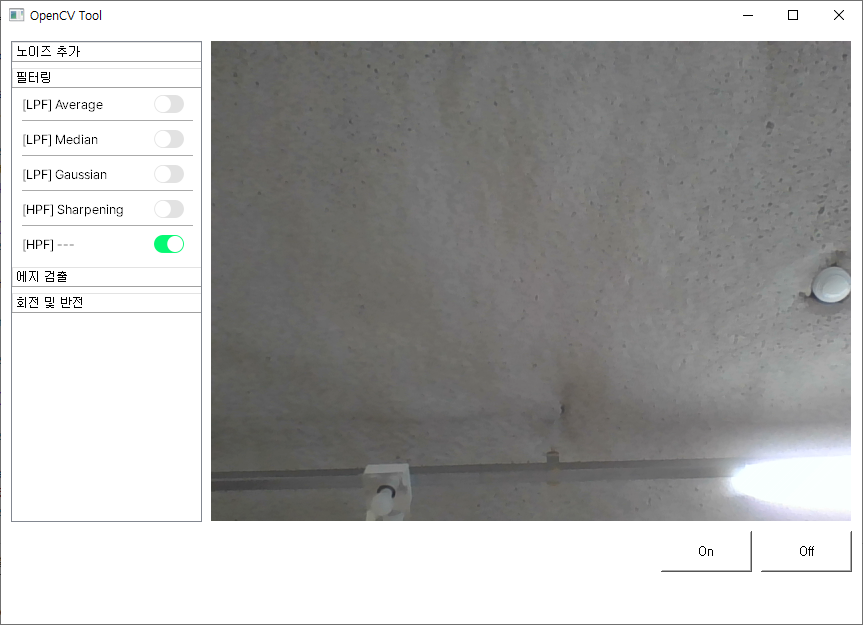 OpenCV Tool
노이즈 추가
필터링
[LPF] Average
[LPF] Median
[LPF] Gaussian
[HPF] Sharpening
[HPF] ---
에지 검출
회전 및 반전
On
Off